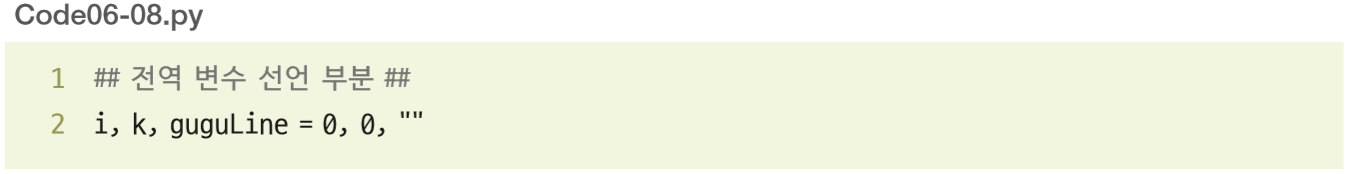 Code06-08.py
1 ## 전역 변수 선언 부분 ##
2 i, k, guguLine = 0, 0, ""